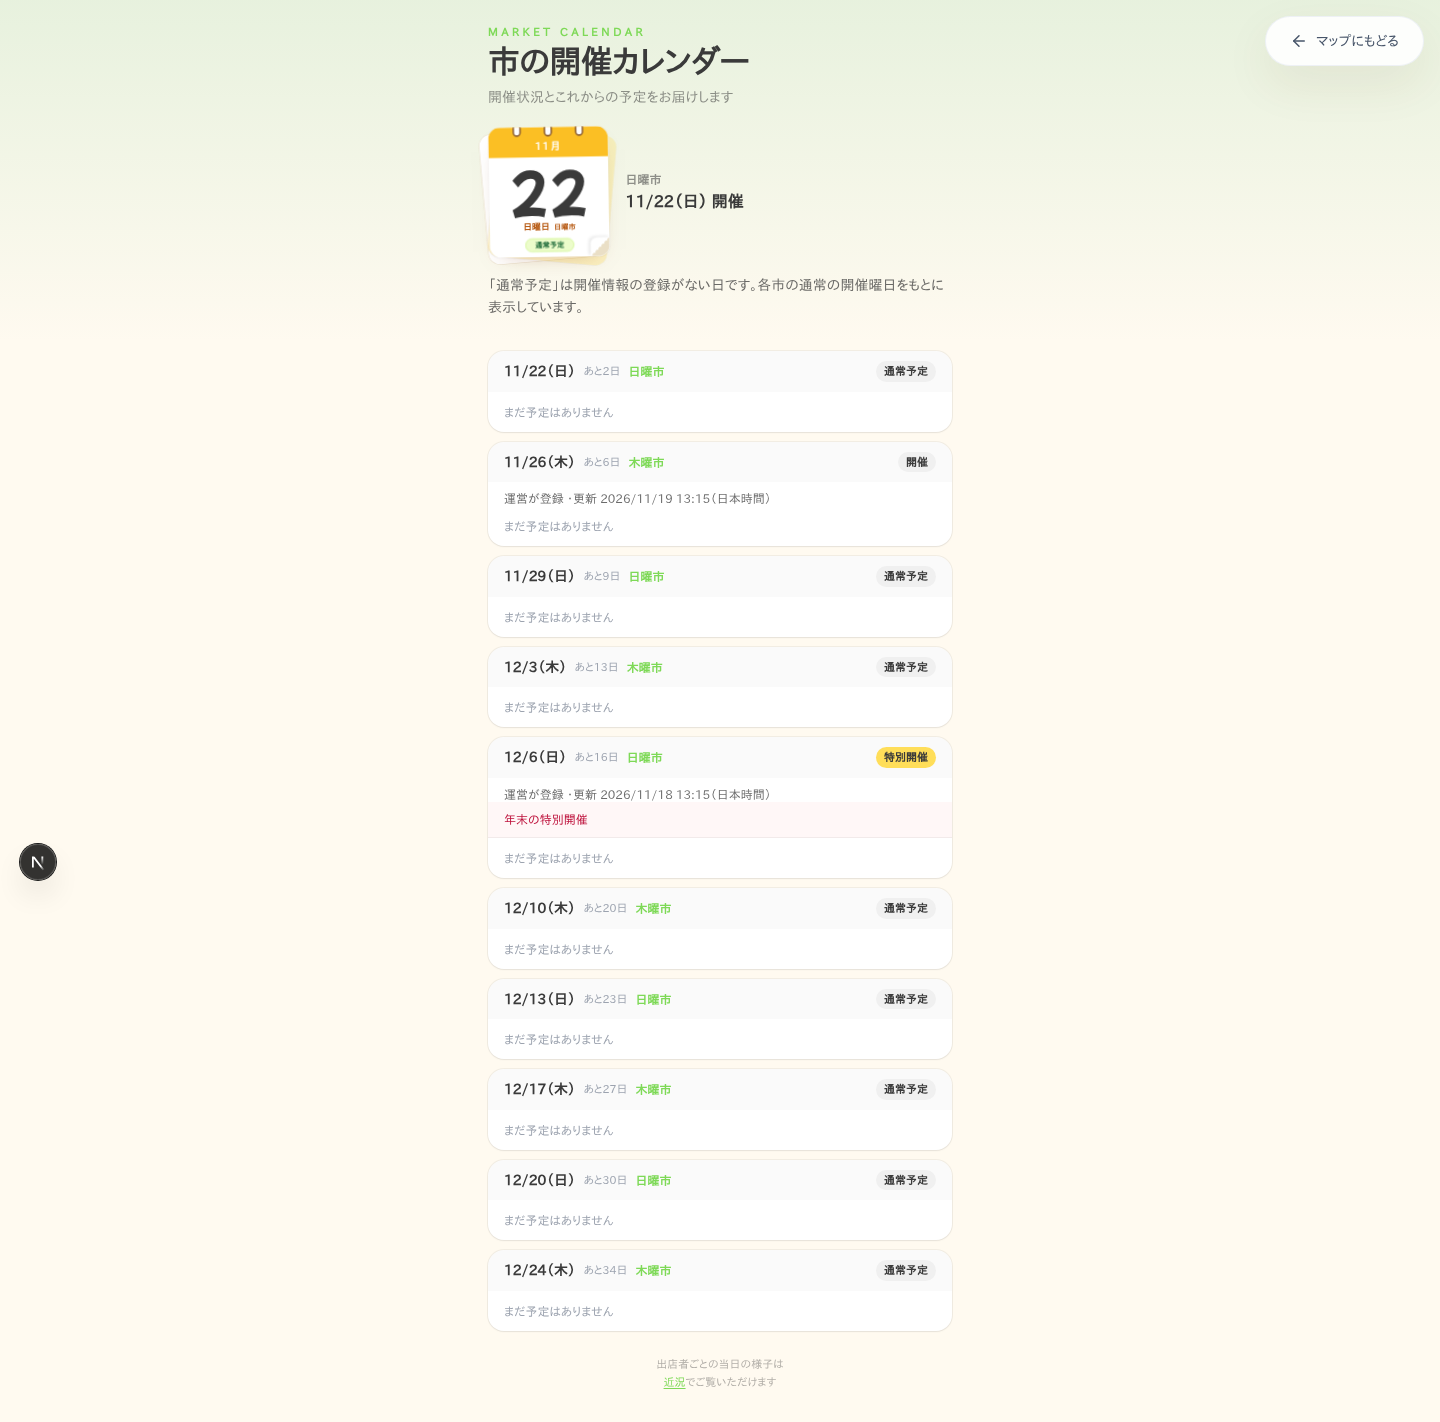 MARKET CALENDAR
市の開催カレンダー
開催状況とこれからの予定をお届けします
← マップにもどる
11月
22
日曜日 日曜市
通常予定
日曜市
11/22(日) 開催
「通常予定」は開催情報の登録がない日です。各市の通常の開催曜日をもとに
表示しています。
11/22(日) あと2日 日曜市 通常予定
まだ予定はありません
11/26(木) あと6日 木曜市 開催
運営が登録 ·更新 2026/11/19 13:15(日本時間)
まだ予定はありません
11/29(日) あと9日 日曜市 通常予定
まだ予定はありません
12/3(木) あと13日 木曜市 通常予定
まだ予定はありません
12/6(日) あと16日 日曜市 特別開催
運営が登録 ·更新 2026/11/18 13:15(日本時間)
年末の特別開催
まだ予定はありません
12/10(木) あと20日 木曜市 通常予定
まだ予定はありません
12/13(日) あと23日 日曜市 通常予定
まだ予定はありません
12/17(木) あと27日 木曜市 通常予定
まだ予定はありません
12/20(日) あと30日 日曜市 通常予定
まだ予定はありません
12/24(木) あと34日 木曜市 通常予定
まだ予定はありません
出店者ごとの当日の様子は
近況でご覧いただけます
N